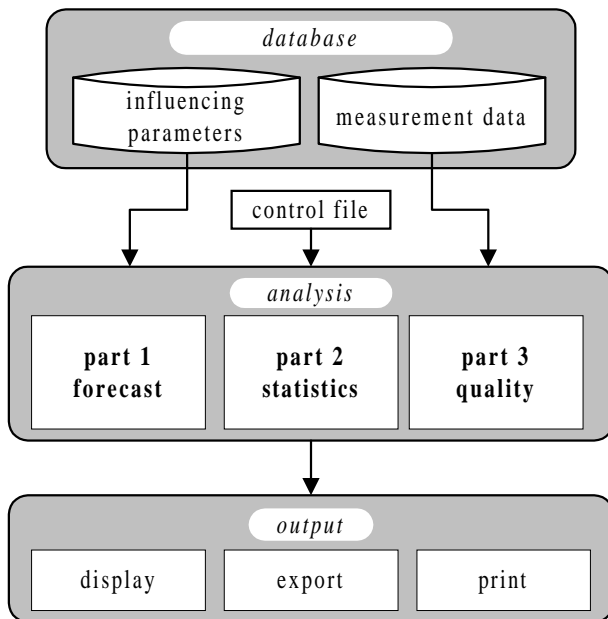 database
influencing
parameters
measurement data
control file
analysis
part 1
forecast
part 2
statistics
part 3
quality
output
display
export
print